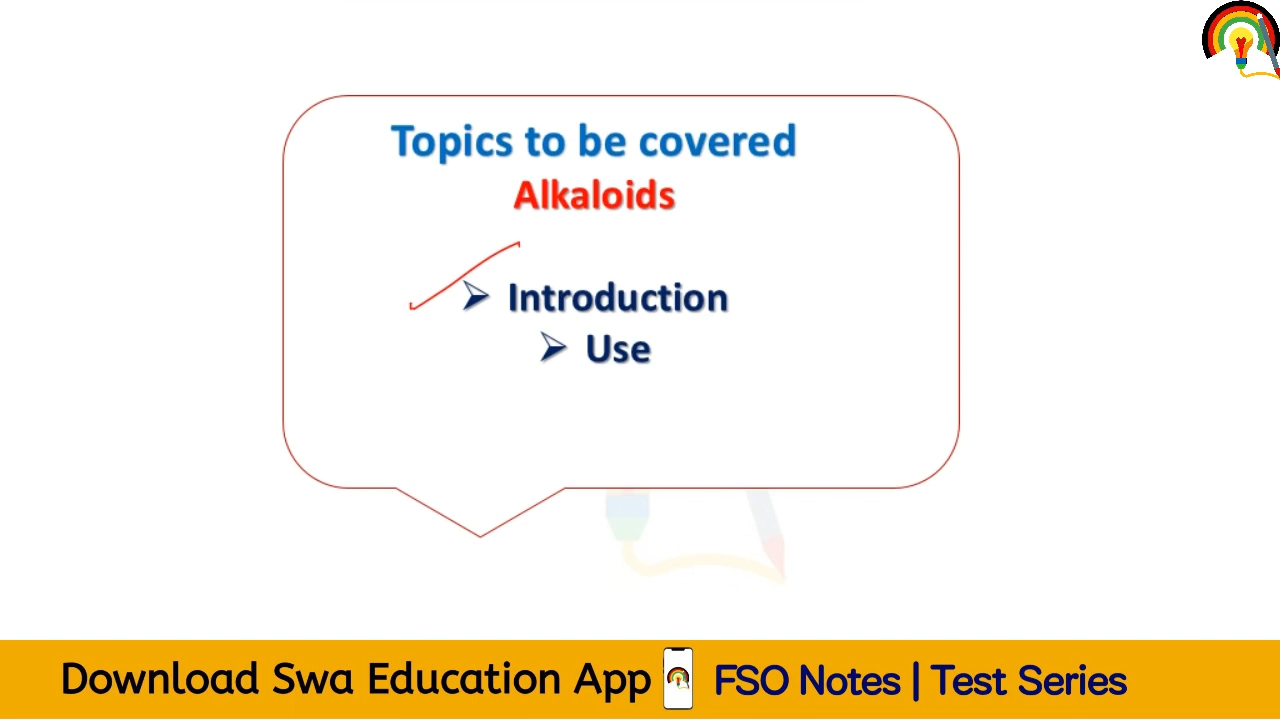 Topics to be covered
Alkaloids
Introduction
Use
Download Swa Education App FSO Notes | Test Series